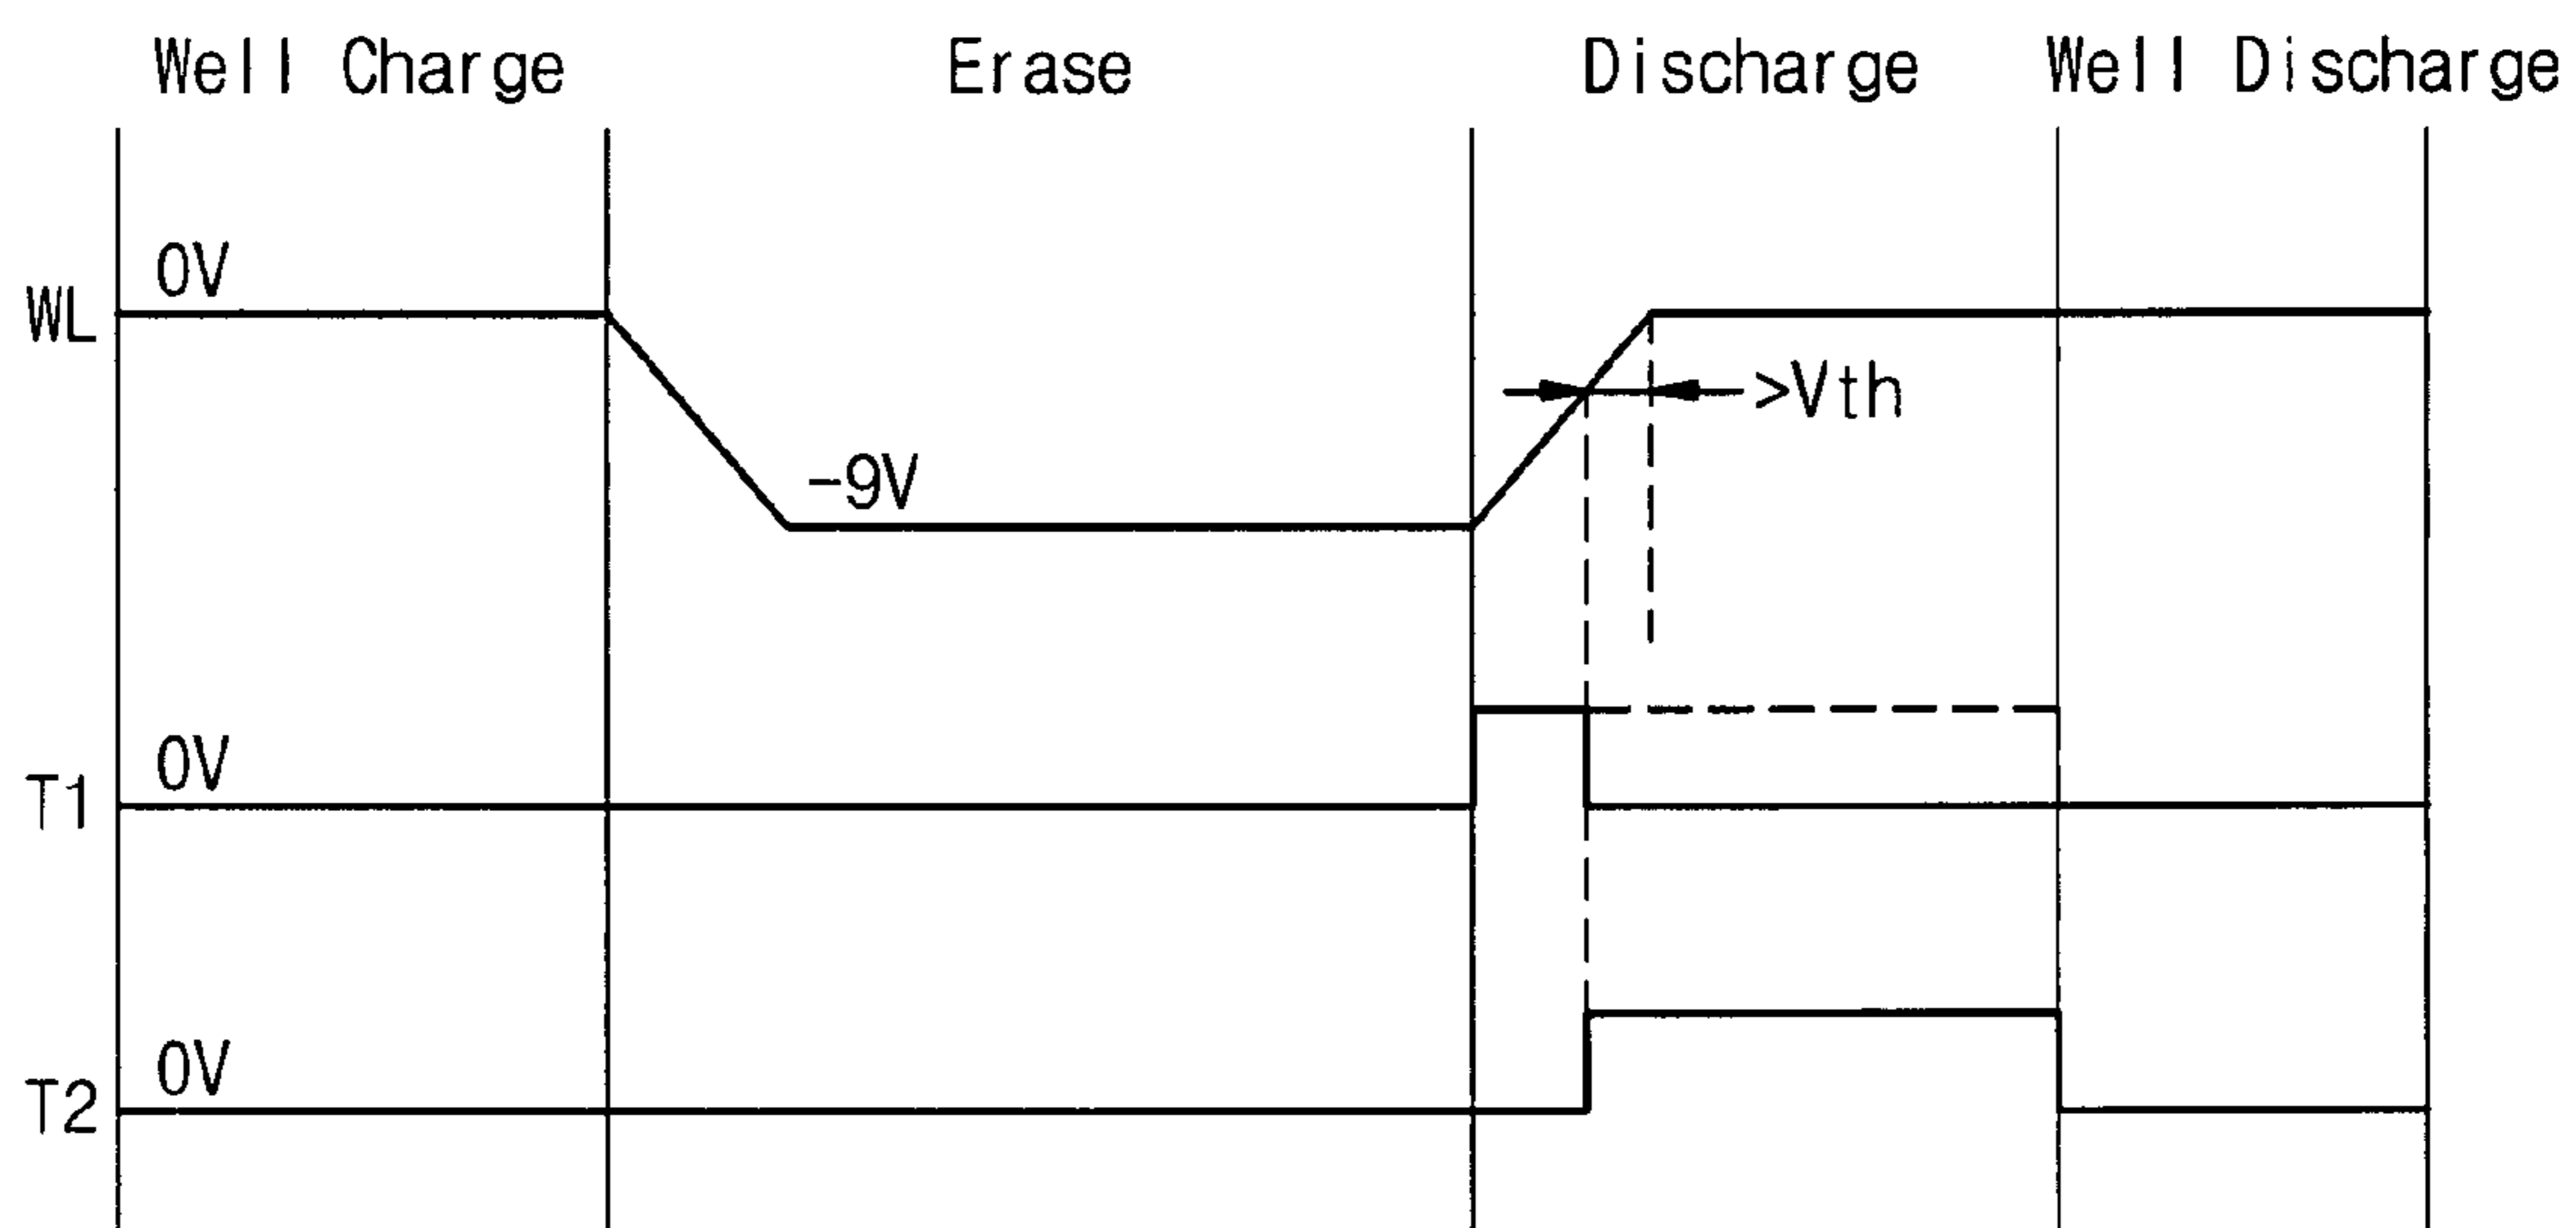 Well Charge Erase Discharge Well Discharge
0V
WL
-9V
>Vth
0V
T1
0V
T2